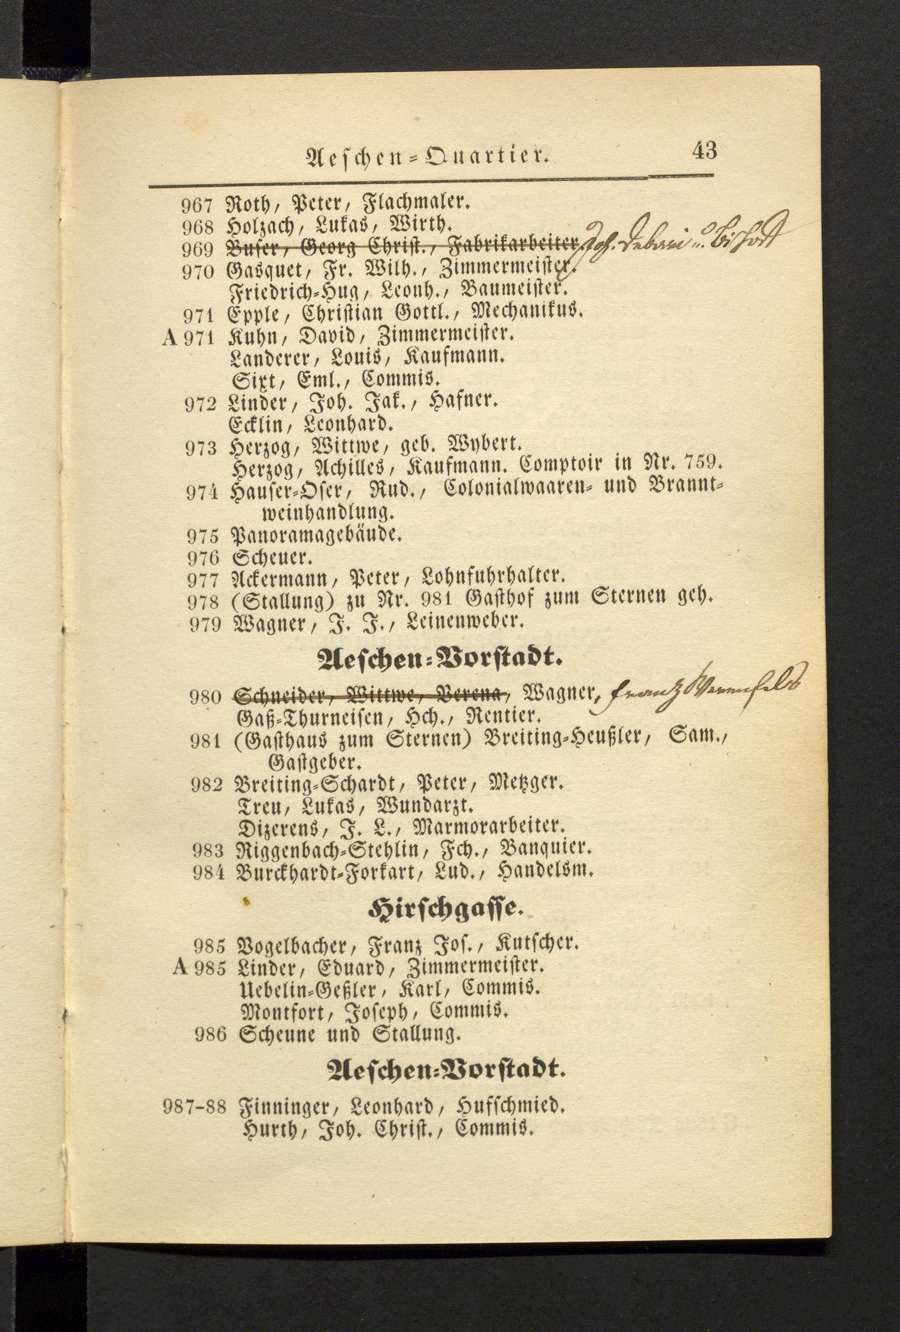 Aeschen-Quartier. 43
967 Roth, Peter, Flachmaler.
968 Holzach, Lukas, Wirth.
969 Buser, Georg Christ., Fabrikarbeiter, Joh.
970 Gasquet, Fr. Wilh., Zimmermeister.
Friedrich-Hug, Leonh., Baumeister.
971 Epple, Christian Gottl., Mechanikus.
A 971 Kuhn, David, Zimmermeister.
Landerer, Louis, Kaufmann.
Sixt, Eml., Commis.
972 Linder, Joh. Jak., Hafner.
Ecklin, Leonhard.
973 Herzog, Wittwe, geb. Wybert.
Herzog, Achilles, Kaufmann. Comptoir in Nr. 759.
974 Hauser-Oser, Rud., Colonialwaaren- und Brannt-
weinhandlung.
975 Panoramagebäude.
976 Scheuer.
977 Ackermann, Peter, Lohnfuhrhalter.
978 (Stallung) zu Nr. 981 Gasthof zum Sternen geh.
979 Wagner, J. J., Leinenweber.
Aeschen-Vorstadt.
980 Schneider, Wittwe, Verena, Wagner, Franz Werenfels
Gaß-Thurneisen, Hch., Rentier.
981 (Gasthaus zum Sternen) Breiting-Heußler, Sam.,
Gastgeber.
982 Breiting-Schardt, Peter, Metzger.
Treu, Lukas, Wundarzt.
Dizerens, J. L., Marmorarbeiter.
983 Riggenbach-Stehlin, Fch., Banquier.
984 Burckhardt-Forkart, Lud., Handelsm.
Hirschgasse.
985 Vogelbacher, Franz Jos., Kutscher.
A 985 Linder, Eduard, Zimmermeister.
Uebelin-Geßler, Karl, Commis.
Montfort, Joseph, Commis.
986 Scheune und Stallung.
Aeschen-Vorstadt.
987-88 Finninger, Leonhard, Hufschmied.
Hurth, Joh. Christ., Commis.